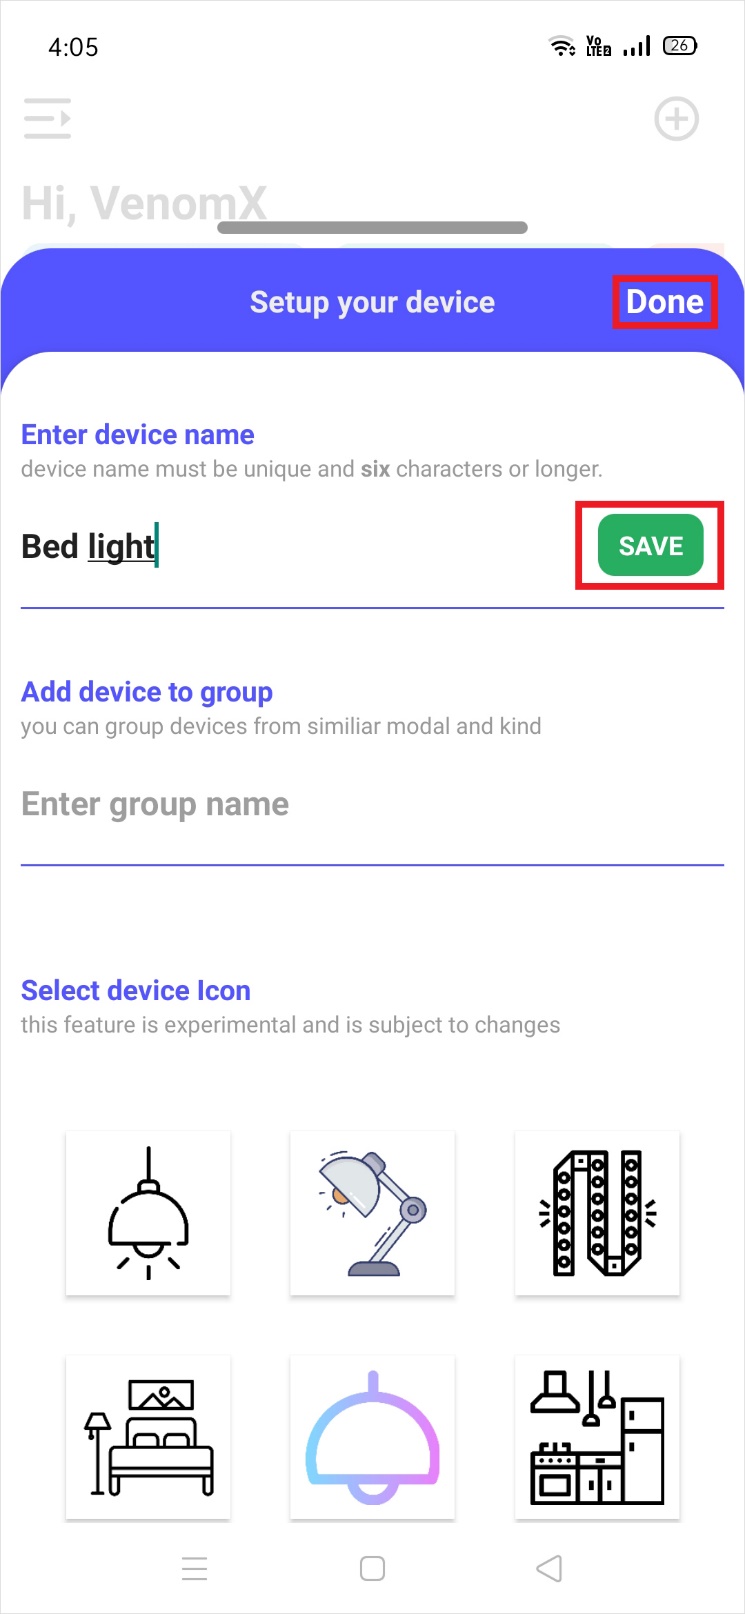 4:05
Vo
LTE2
26
Hi, VenomX
Setup your device
Done
Enter device name
device name must be unique and six characters or longer.
Bed light
SAVE
Add device to group
you can group devices from similiar modal and kind
Enter group name
Select device Icon
this feature is experimental and is subject to changes